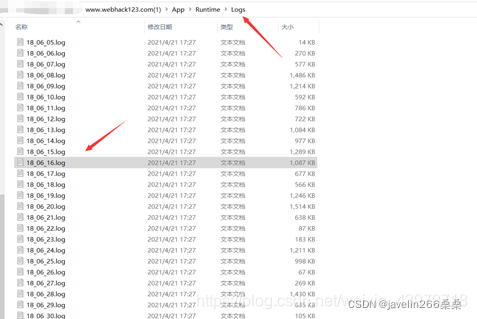 www.webhack123.com(1) > App > Runtime > Logs
名称 修改日期 类型 大小
18_06_05.log 2021/4/21 17:27 文本文档 14 KB
18_06_06.log 2021/4/21 17:27 文本文档 270 KB
18_06_07.log 2021/4/21 17:27 文本文档 577 KB
18_06_08.log 2021/4/21 17:27 文本文档 1,486 KB
18_06_09.log 2021/4/21 17:27 文本文档 1,214 KB
18_06_10.log 2021/4/21 17:27 文本文档 592 KB
18_06_11.log 2021/4/21 17:27 文本文档 786 KB
18_06_12.log 2021/4/21 17:27 文本文档 722 KB
18_06_13.log 2021/4/21 17:27 文本文档 1,084 KB
18_06_14.log 2021/4/21 17:27 文本文档 977 KB
18_06_15.log 2021/4/21 17:27 文本文档 1,289 KB
18_06_16.log 2021/4/21 17:27 文本文档 1,087 KB
18_06_17.log 2021/4/21 17:27 文本文档 677 KB
18_06_18.log 2021/4/21 17:27 文本文档 566 KB
18_06_19.log 2021/4/21 17:27 文本文档 1,246 KB
18_06_20.log 2021/4/21 17:27 文本文档 1,514 KB
18_06_21.log 2021/4/21 17:27 文本文档 638 KB
18_06_22.log 2021/4/21 17:27 文本文档 87 KB
18_06_23.log 2021/4/21 17:27 文本文档 183 KB
18_06_24.log 2021/4/21 17:27 文本文档 1,211 KB
18_06_25.log 2021/4/21 17:27 文本文档 998 KB
18_06_26.log 2021/4/21 17:27 文本文档 67 KB
18_06_27.log 2021/4/21 17:27 文本文档 269 KB
18_06_28.log 2021/4/21 17:27 文本文档 1,430 KB
18_06_29.log 2021/4/21 17:27 文本文档 635 KB
CSDN @javelin266桑桑
18_06_30.log 2021/4/21 17:27 文本文档 105 KB